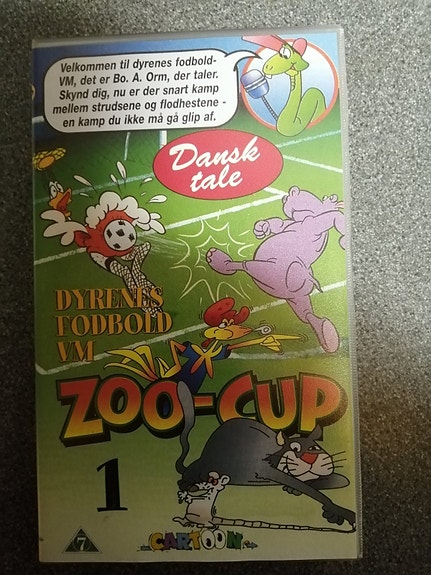 Velkommen til dyrenes fodbold-
VM, det er Bo. A. Orm, der taler.
Skynd dig, nu er der snart kamp
mellem strudsene og flodhestene -
en kamp du ikke må gå glip af.
Dansk
tale
DYRENES
FODBOLD
VM
ZOO-CUP
1
7
CARTOON